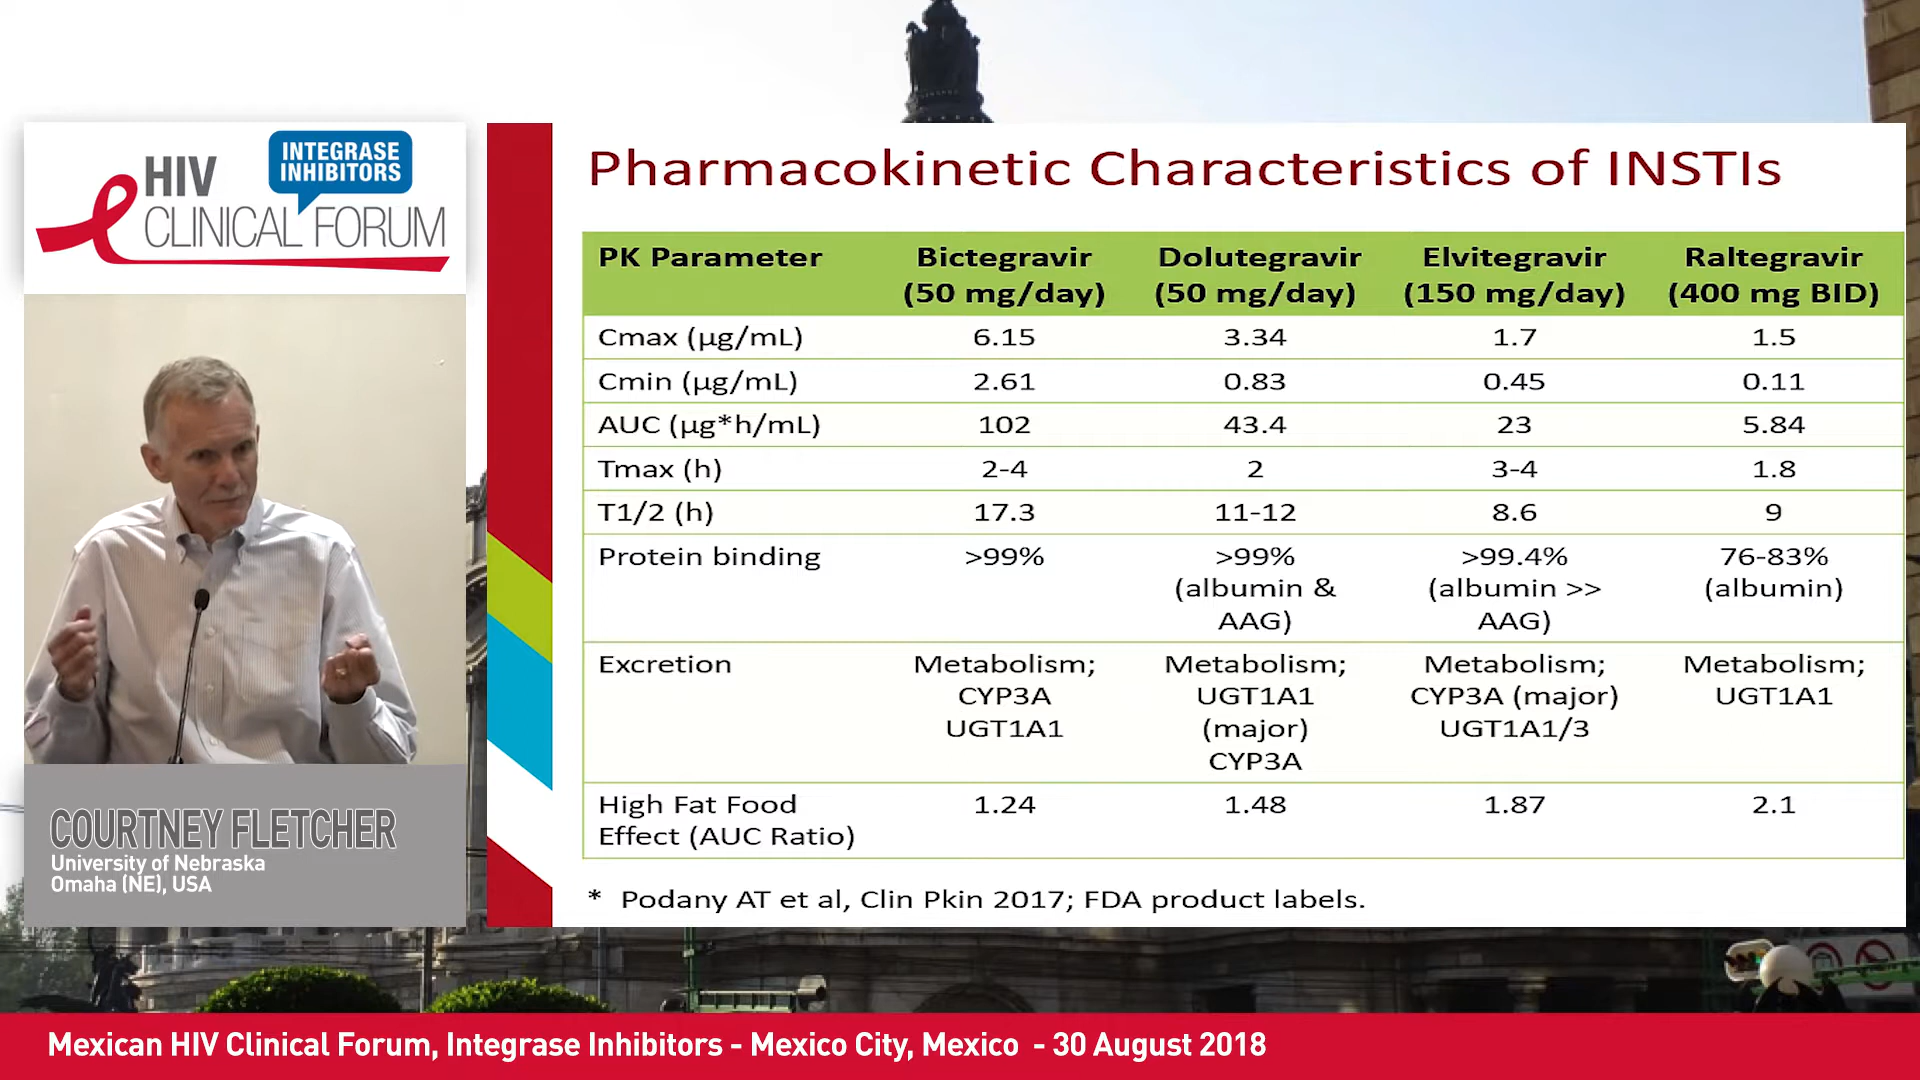 HIV
INTEGRASE
INHIBITORS
CLINICAL FORUM
Pharmacokinetic Characteristics of INSTIs
PK Parameter Bictegravir (50 mg/day) Dolutegravir (50 mg/day) Elvitegravir (150 mg/day) Raltegravir (400 mg BID)
Cmax (µg/mL) 6.15 3.34 1.7 1.5
Cmin (µg/mL) 2.61 0.83 0.45 0.11
AUC (µg*h/mL) 102 43.4 23 5.84
Tmax (h) 2-4 2 3-4 1.8
T1/2 (h) 17.3 11-12 8.6 9
Protein binding >99% >99% (albumin & AAG) >99.4% (albumin >> AAG) 76-83% (albumin)
Excretion Metabolism; CYP3A UGT1A1 Metabolism; UGT1A1 (major) CYP3A Metabolism; CYP3A (major) UGT1A1/3 Metabolism; UGT1A1
High Fat Food Effect (AUC Ratio) 1.24 1.48 1.87 2.1
* Podany AT et al, Clin Pkin 2017; FDA product labels.
COURTNEY FLETCHER
University of Nebraska
Omaha (NE), USA
Mexican HIV Clinical Forum, Integrase Inhibitors - Mexico City, Mexico - 30 August 2018